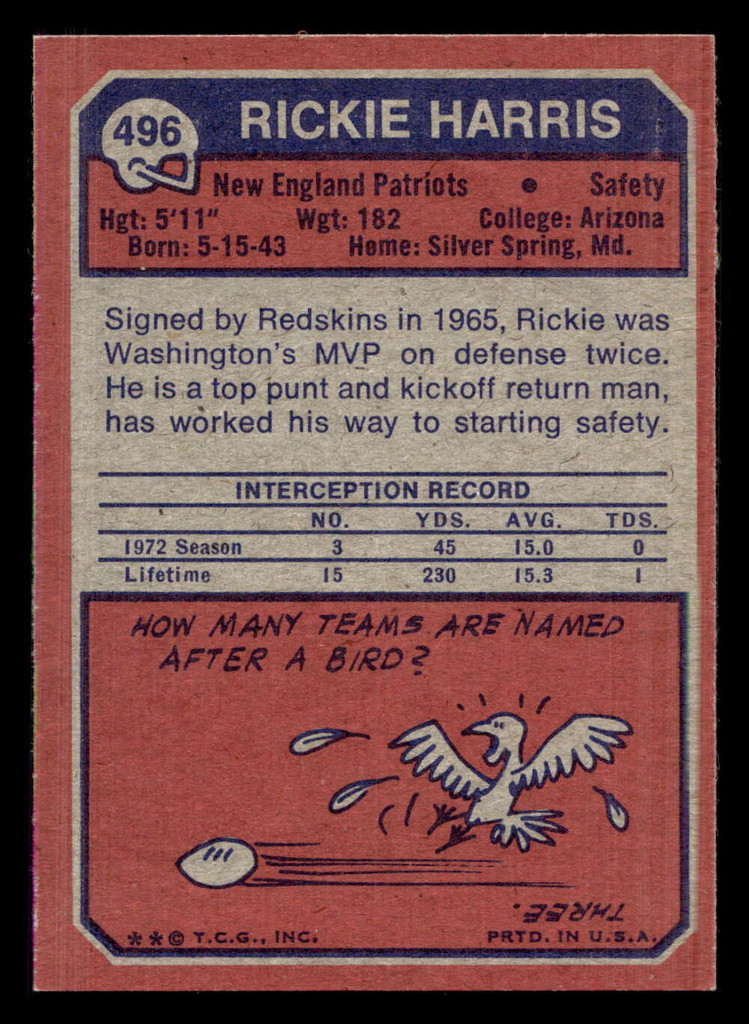 496
RICKIE HARRIS
New England Patriots • Safety
Hgt: 5'11" Wgt: 182 College: Arizona
Born: 5-15-43 Home: Silver Spring, Md.
Signed by Redskins in 1965, Rickie was
Washington's MVP on defense twice.
He is a top punt and kickoff return man,
has worked his way to starting safety.
INTERCEPTION RECORD
NO. YDS. AVG. TDS.
1972 Season 3 45 15.0 0
Lifetime 15 230 15.3 1
HOW MANY TEAMS ARE NAMED
AFTER A BIRD?
THREE.
**© T.C.G., INC. PRTD. IN U.S.A.